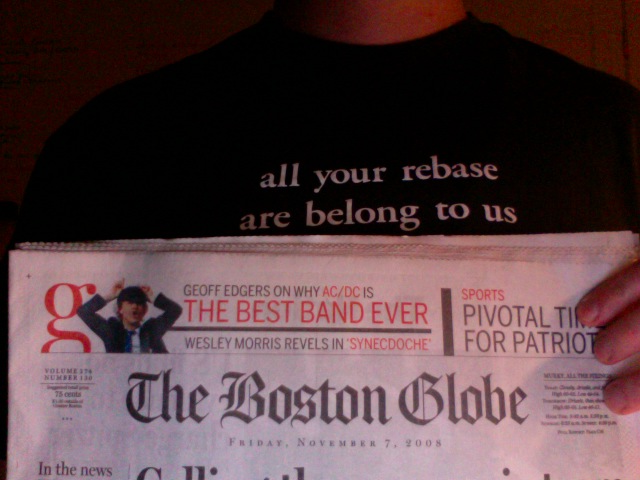 all your rebase
are belong to us
g
GEOFF EDGERS ON WHY AC/DC IS
THE BEST BAND EVER
WESLEY MORRIS REVELS IN 'SYNECDOCHE'
SPORTS
PIVOTAL TIM
FOR PATRIOT
VOLUME 274
NUMBER 130
75 cents
The Boston Globe
FRIDAY, NOVEMBER 7, 2008
In the news